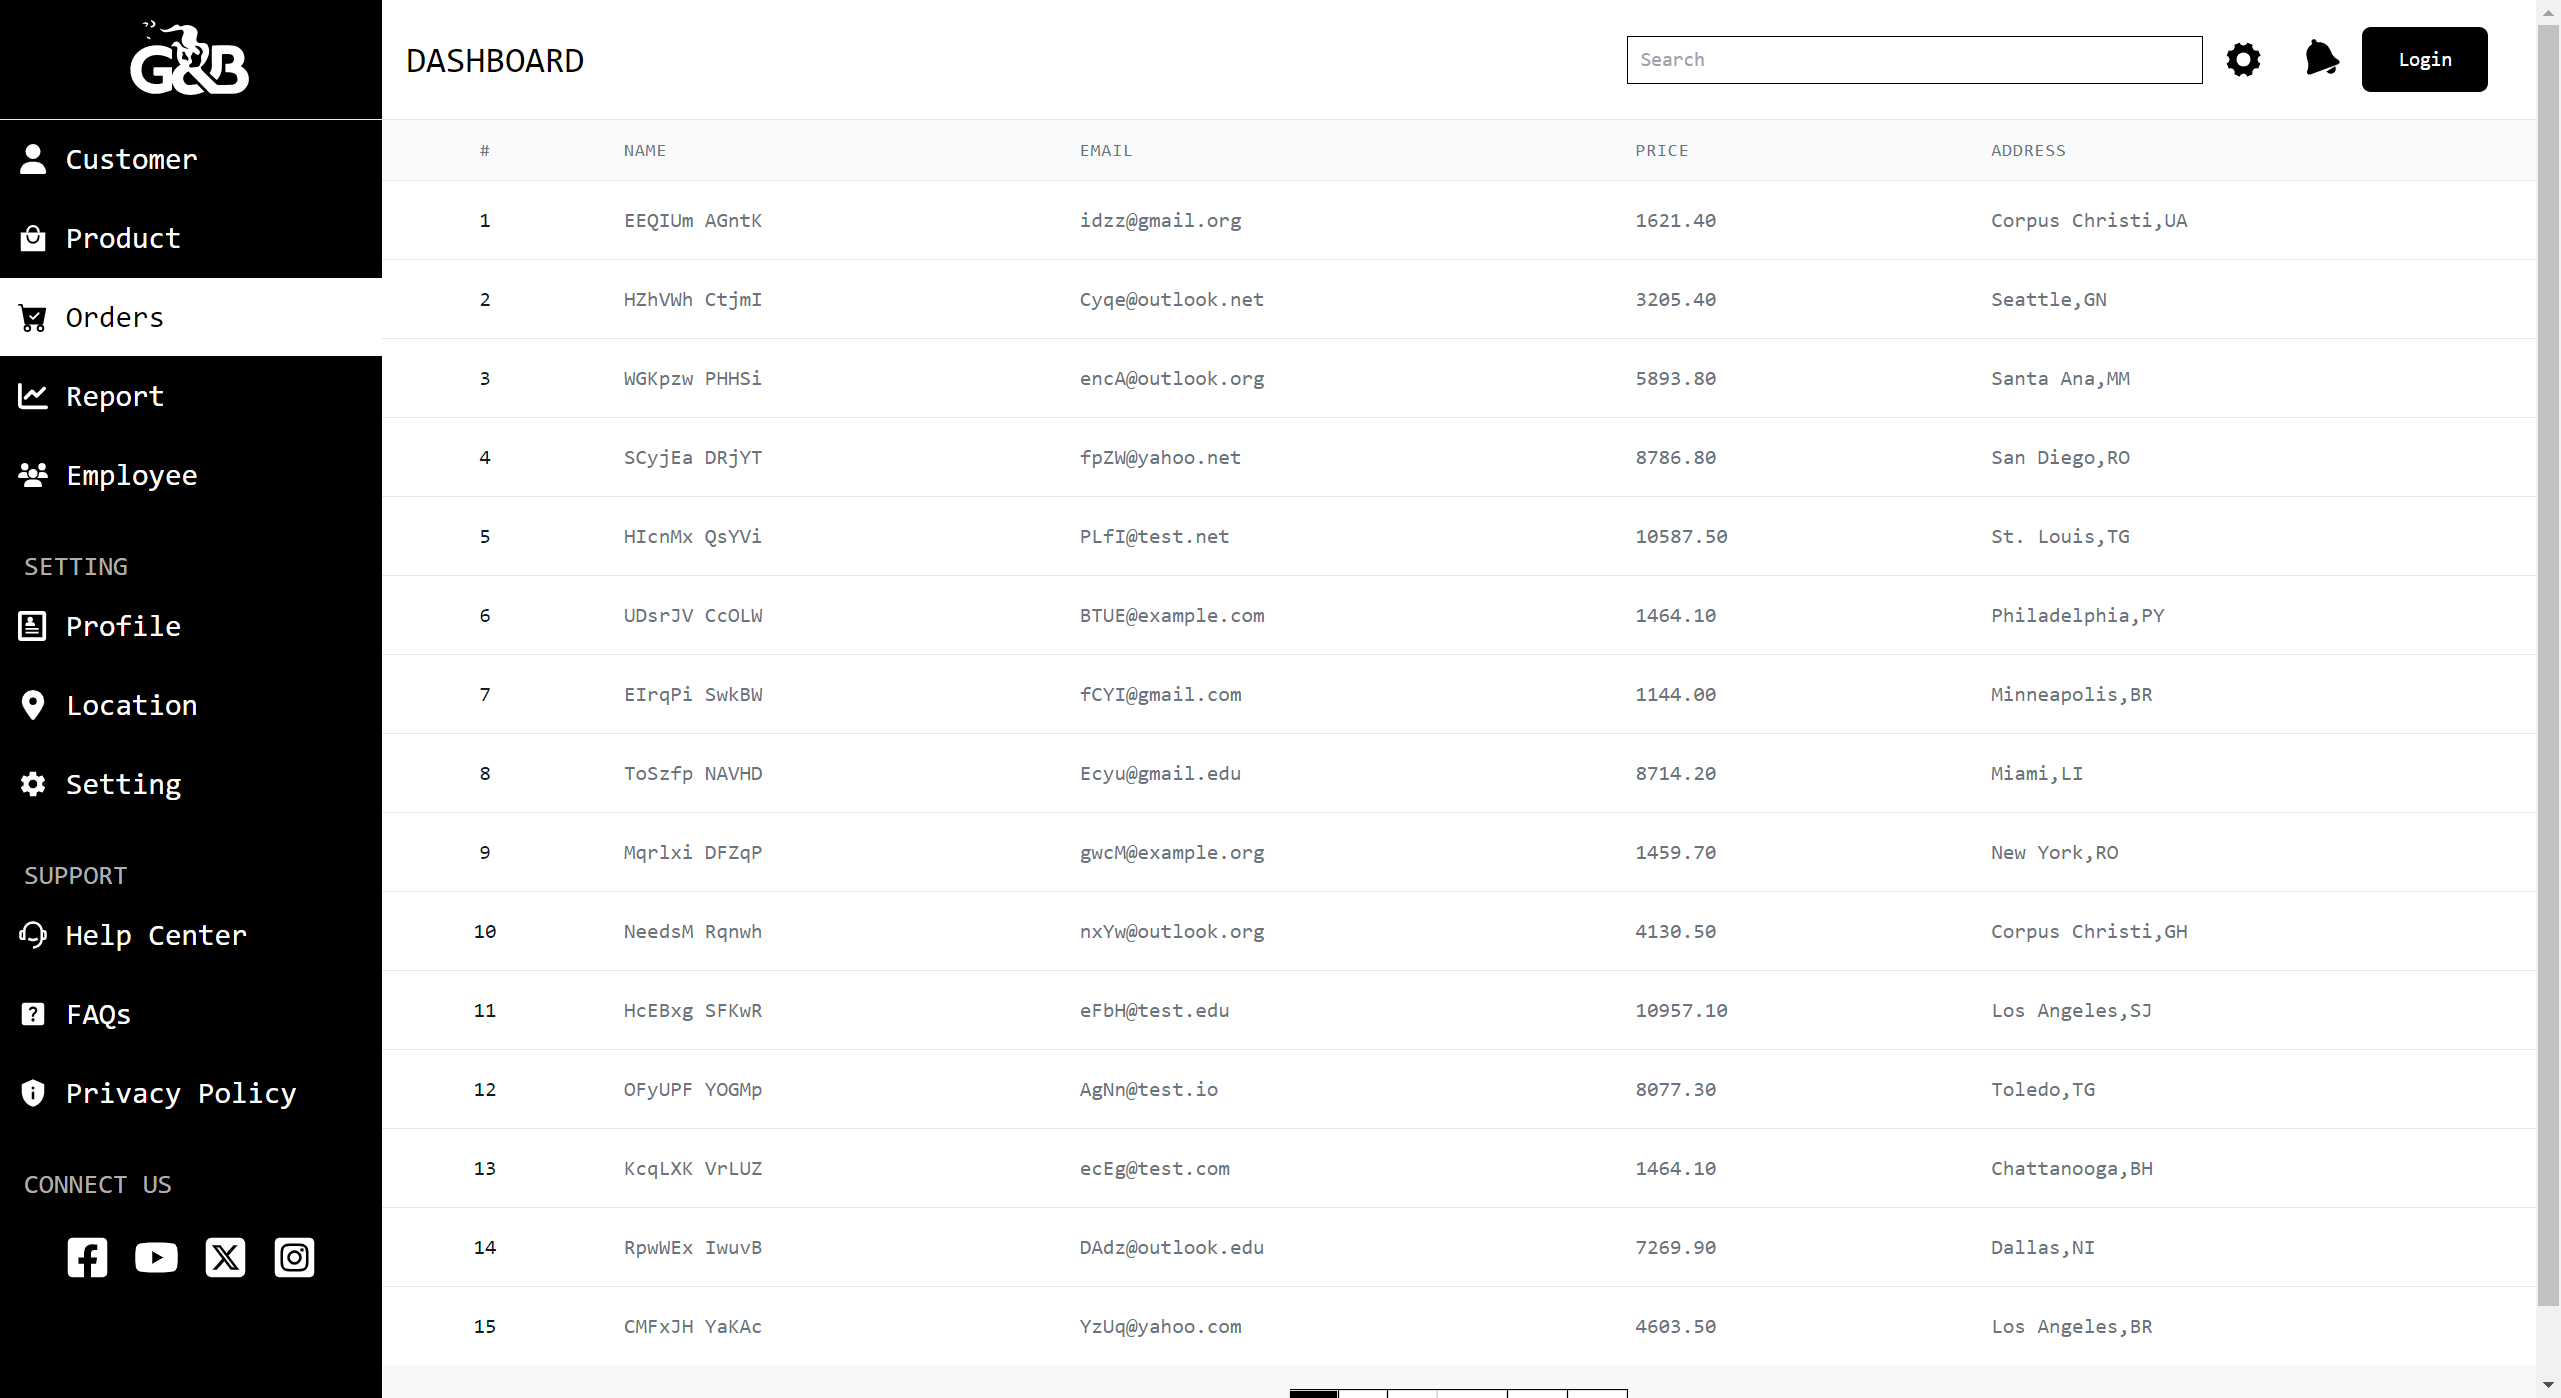 G&B
DASHBOARD
Search
Login
Customer
Product
Orders
Report
Employee
SETTING
Profile
Location
Setting
SUPPORT
Help Center
FAQs
Privacy Policy
CONNECT US
# NAME EMAIL PRICE ADDRESS
1 EEQIUm AGntK idzz@gmail.org 1621.40 Corpus Christi,UA
2 HZhVWh CtjmI Cyqe@outlook.net 3205.40 Seattle,GN
3 WGKpzw PHHSi encA@outlook.org 5893.80 Santa Ana,MM
4 SCyjEa DRjYT fpZW@yahoo.net 8786.80 San Diego,RO
5 HIcnMx QsYVi PLfI@test.net 10587.50 St. Louis,TG
6 UDsrJV CcOLW BTUE@example.com 1464.10 Philadelphia,PY
7 EIrqPi SwkBW fCYI@gmail.com 1144.00 Minneapolis,BR
8 ToSzfp NAVHD Ecyu@gmail.edu 8714.20 Miami,LI
9 Mqrlxi DFZqP gwcM@example.org 1459.70 New York,RO
10 NeedsM Rqnwh nxYw@outlook.org 4130.50 Corpus Christi,GH
11 HcEBxg SFKwR eFbH@test.edu 10957.10 Los Angeles,SJ
12 OFyUPF YOGMp AgNn@test.io 8077.30 Toledo,TG
13 KcqLXK VrLUZ ecEg@test.com 1464.10 Chattanooga,BH
14 RpwWEx IwuvB DAdz@outlook.edu 7269.90 Dallas,NI
15 CMFxJH YaKAc YzUq@yahoo.com 4603.50 Los Angeles,BR